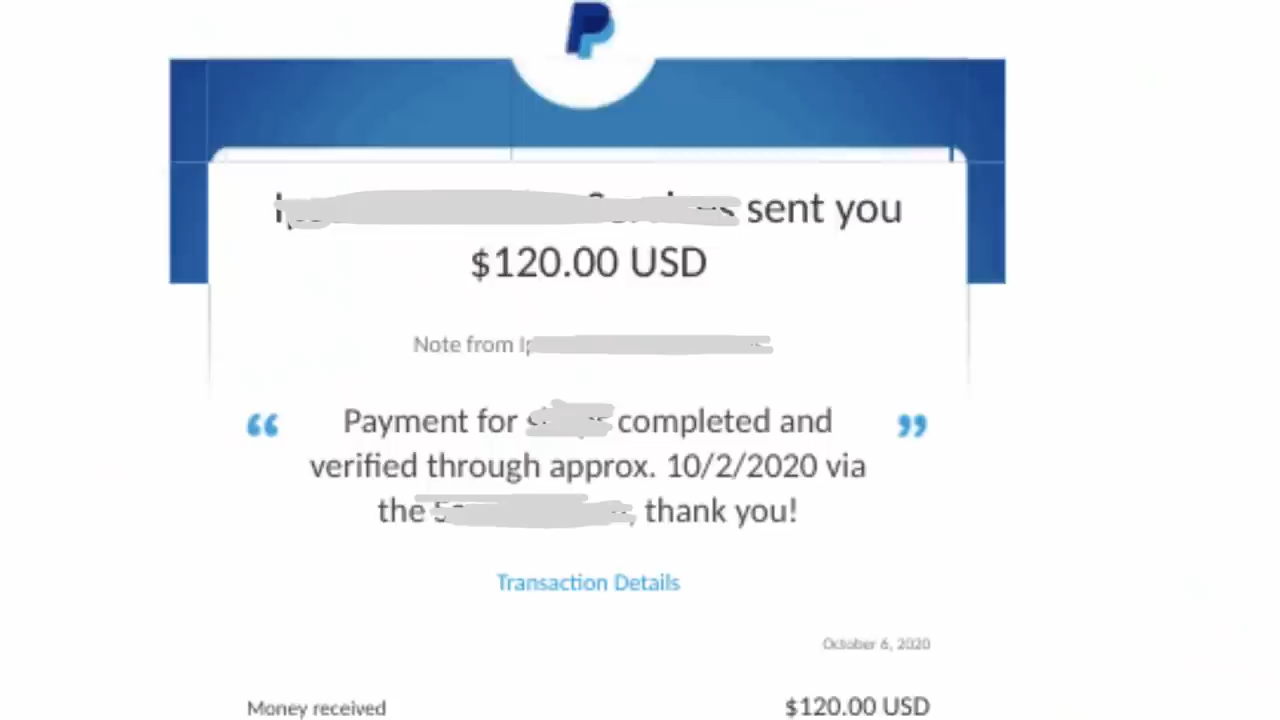 sent you
$120.00 USD
Note from
“ Payment for completed and ”
verified through approx. 10/2/2020 via
the , thank you!
Transaction Details
October 6, 2020
Money received $120.00 USD